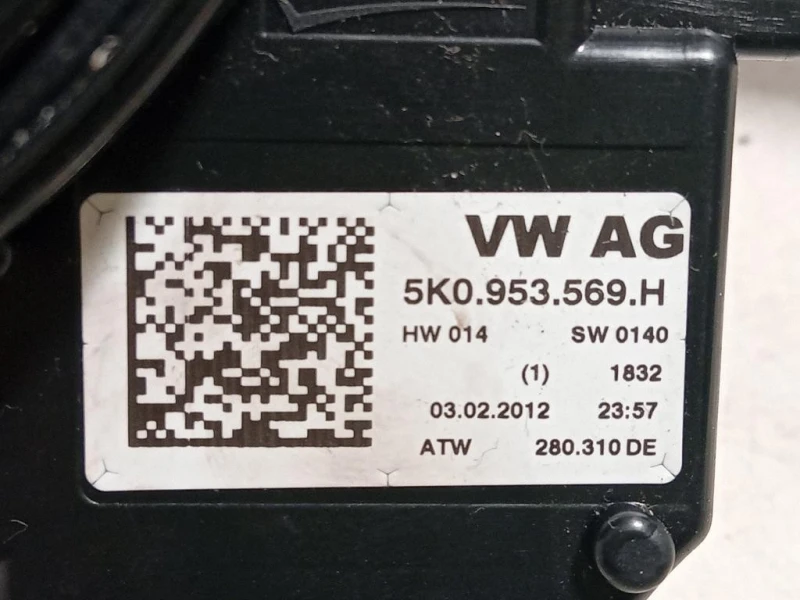 VW AG
5K0.953.569.H
HW 014 SW 0140
(1) 1832
03.02.2012 23:57
ATW 280.310 DE